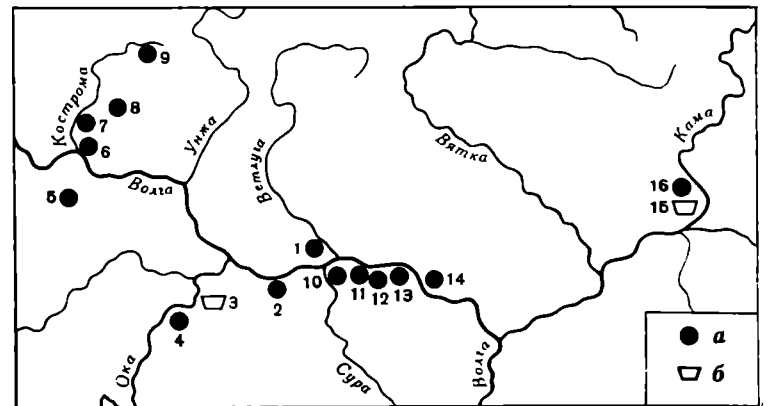 9
Кострома
8
7
6
Унжа
Ветлуга
Вятка
Кама
5
Волга
16
15
1
3
2
10
11
12
13
14
4
Ока
Сура
Волга
а
б